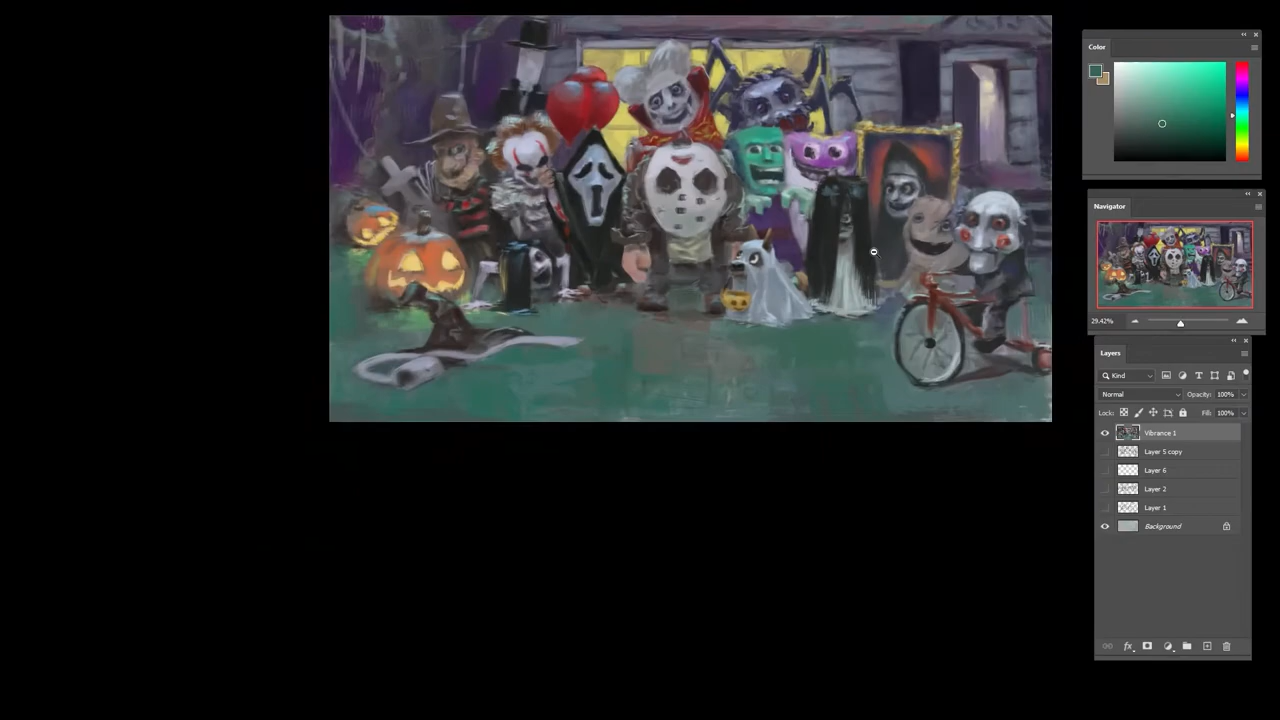 Color
Navigator
29.42%
Layers
Kind
Normal
Opacity: 100%
Lock:
Fill: 100%
Vibrance 1
Layer 5 copy
Layer 6
Layer 2
Layer 1
Background
fx